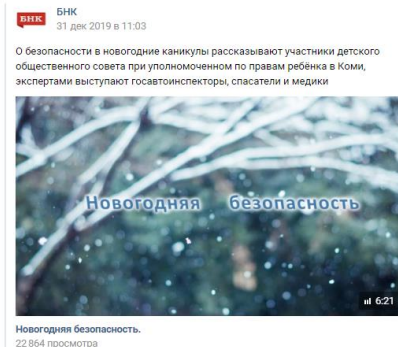 БНК
БНК
31 дек 2019 в 11:03
О безопасности в новогодние каникулы рассказывают участники детского
общественного совета при уполномоченном по правам ребёнка в Коми,
экспертами выступают госавтоинспекторы, спасатели и медики
Новогодняя безопасность
6:21
Новогодняя безопасность.
22 864 просмотра